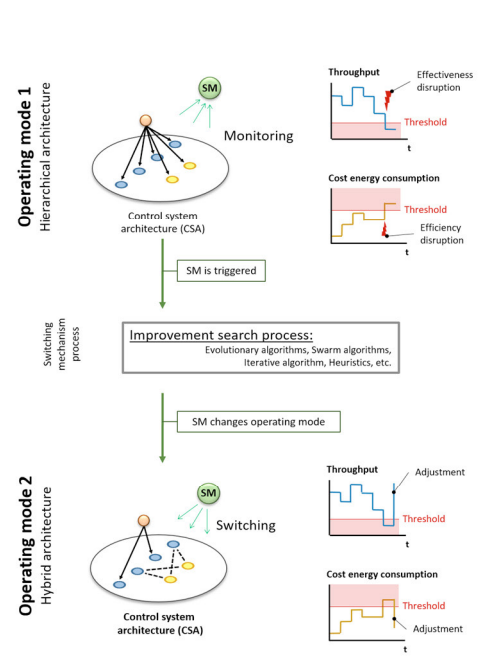 Operating mode 1
Hierarchical architecture
SM
Monitoring
Control system
architecture (CSA)
Throughput
Effectiveness
disruption
Threshold
t
Cost energy consumption
Threshold
Efficiency
disruption
t
SM is triggered
Switching
mechanism
process
Improvement search process:
Evolutionary algorithms, Swarm algorithms,
Iterative algorithm, Heuristics, etc.
SM changes operating mode
Operating mode 2
Hybrid architecture
SM
Switching
Control system
architecture (CSA)
Throughput
Adjustment
Threshold
t
Cost energy consumption
Threshold
Adjustment
t